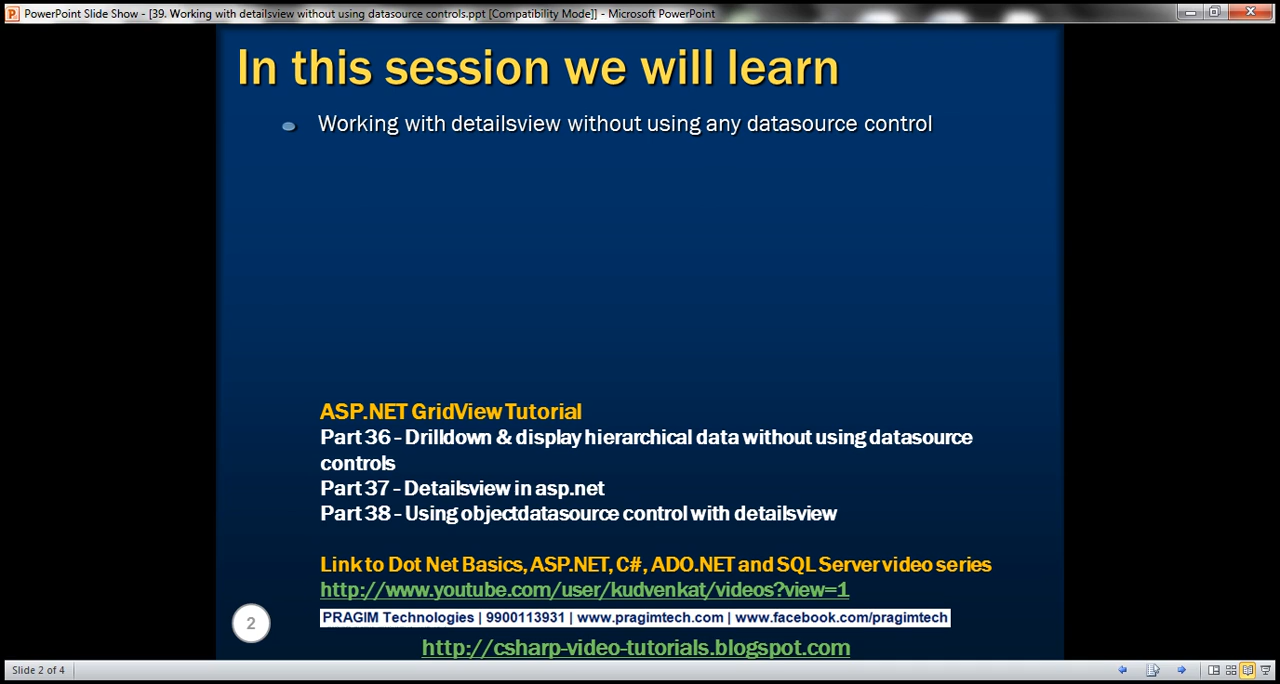 PowerPoint Slide Show - [39. Working with detailsview without using datasource controls.ppt [Compatibility Mode]] - Microsoft PowerPoint
In this session we will learn
Working with detailsview without using any datasource control
ASP.NET GridView Tutorial
Part 36 - Drilldown & display hierarchical data without using datasource
controls
Part 37 - Detailsview in asp.net
Part 38 - Using objectdatasource control with detailsview
Link to Dot Net Basics, ASP.NET, C#, ADO.NET and SQL Server video series
http://www.youtube.com/user/kudvenkat/videos?view=1
PRAGIM Technologies | 9900113931 | www.pragimtech.com | www.facebook.com/pragimtech
2
http://csharp-video-tutorials.blogspot.com
Slide 2 of 4